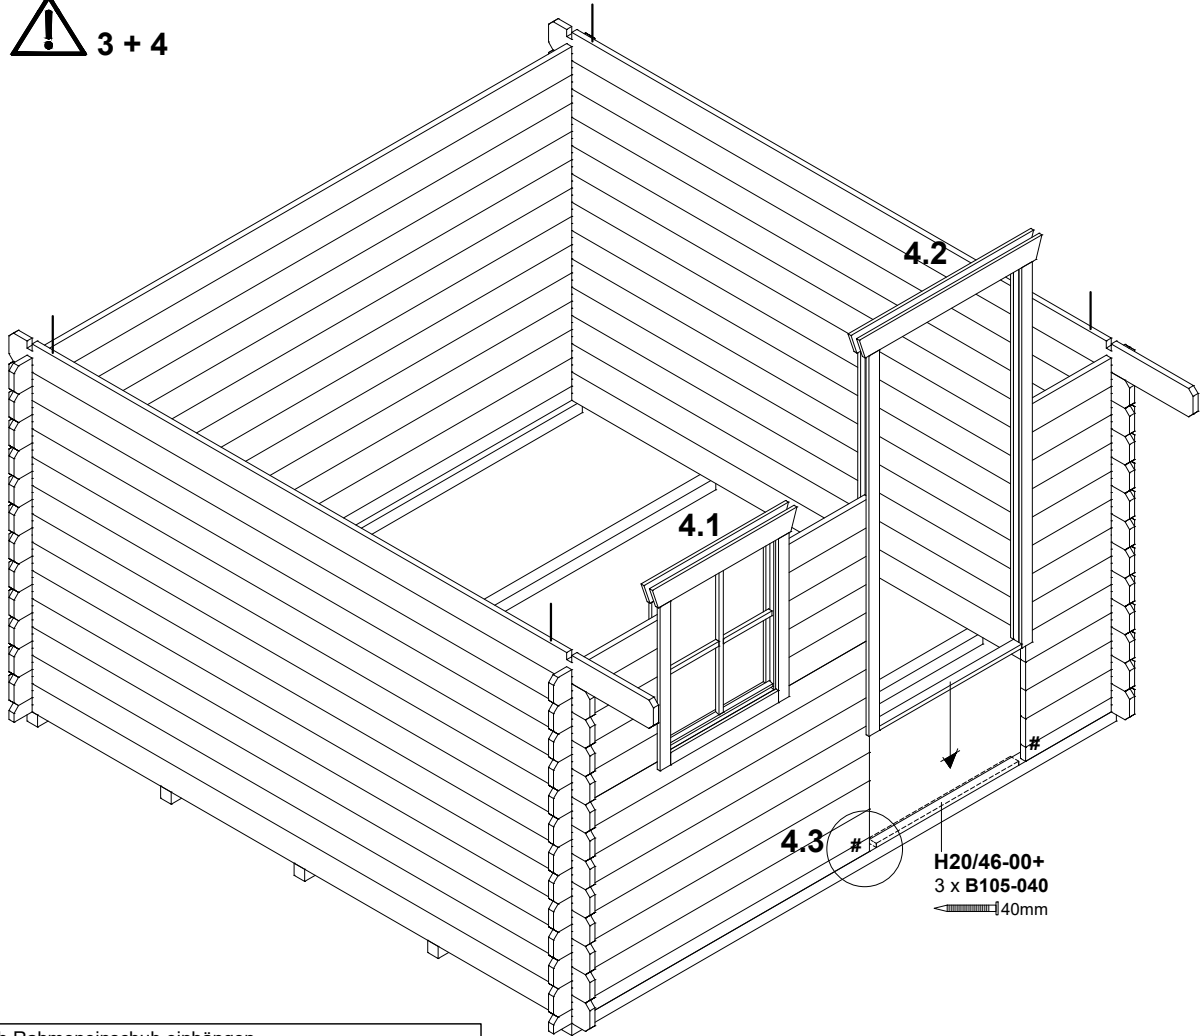 3 + 4
4.2
4.1
#
4.3
#
H20/46-00+
3 x B105-040
40mm
Rahmeneinschub einhängen